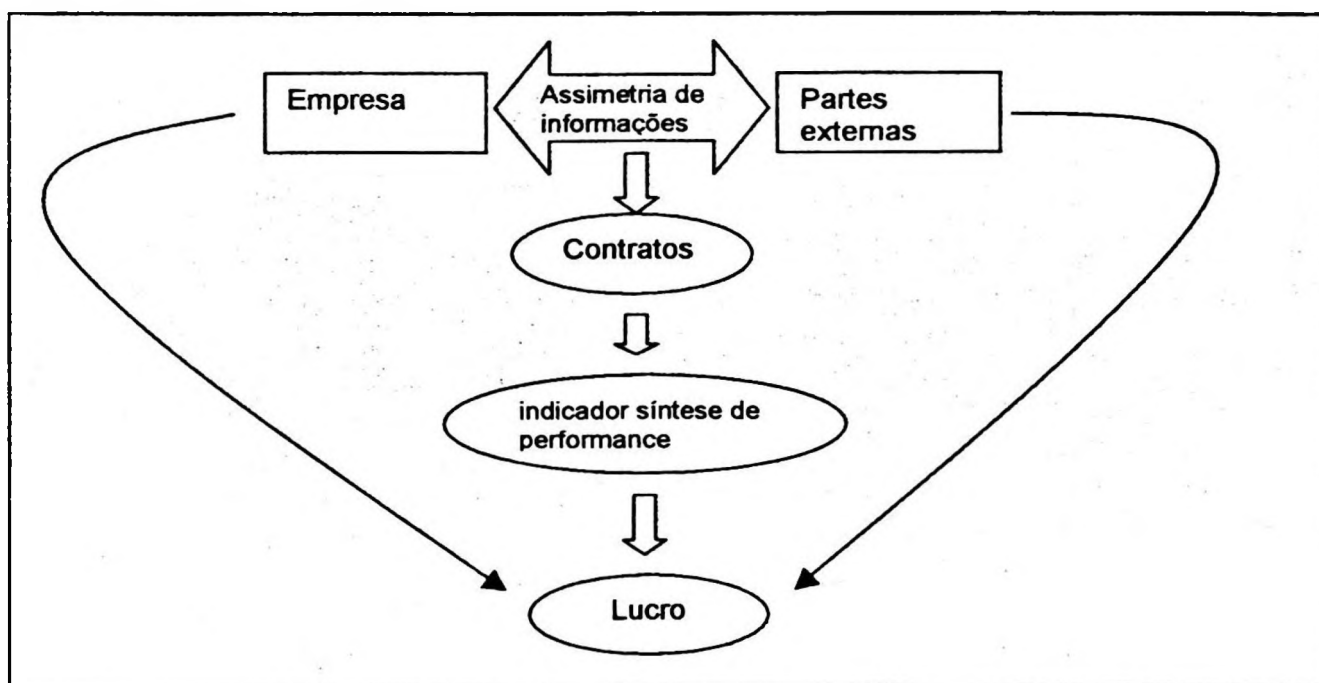 Empresa
Assimetria de
informações
Partes
externas
Contratos
indicador síntese de
performance
Lucro